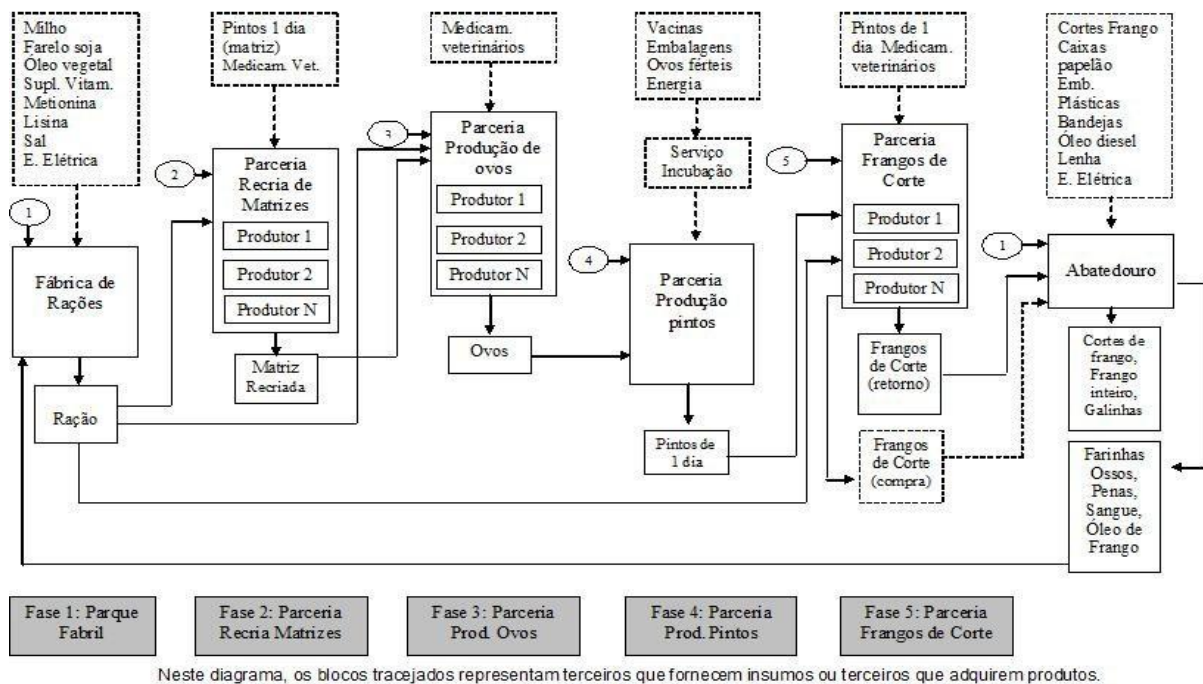 Milho
Farelo soja
Óleo vegetal
Supl. Vitam.
Metionina
Lisina
Sal
E. Elétrica
1
Fábrica de
Rações
Ração
Pintos 1 dia
(matriz)
Medicam. Vet.
2
Parceria
Recria de
Matrizes
Produtor 1
Produtor 2
Produtor N
Matriz
Recriada
Medicam.
veterinários
3
Parceria
Produção de
ovos
Produtor 1
Produtor 2
Produtor N
Ovos
Vacinas
Embalagens
Ovos férteis
Energia
Serviço
Incubação
4
Parceria
Produção
pintos
Pintos de
1 dia
Pintos de 1
dia Medicam.
veterinários
5
Parceria
Frangos de
Corte
Produtor 1
Produtor 2
Produtor N
Frangos
de Corte
(retorno)
Frangos
de Corte
(compra)
Cortes Frango
Caixas
papelão
Emb.
Plásticas
Bandejas
Óleo diesel
Lenha
E. Elétrica
1
Abatedouro
Cortes de
frango,
Frango
inteiro,
Galinhas
Farinhas
Ossos,
Penas,
Sangue,
Óleo de
Frango
Fase 1: Parque
Fabril
Fase 2: Parceria
Recria Matrizes
Fase 3: Parceria
Prod. Ovos
Fase 4: Parceria
Prod. Pintos
Fase 5: Parceria
Frangos de Corte
Neste diagrama, os blocos tracejados representam terceiros que fornecem insumos ou terceiros que adquirem produtos.